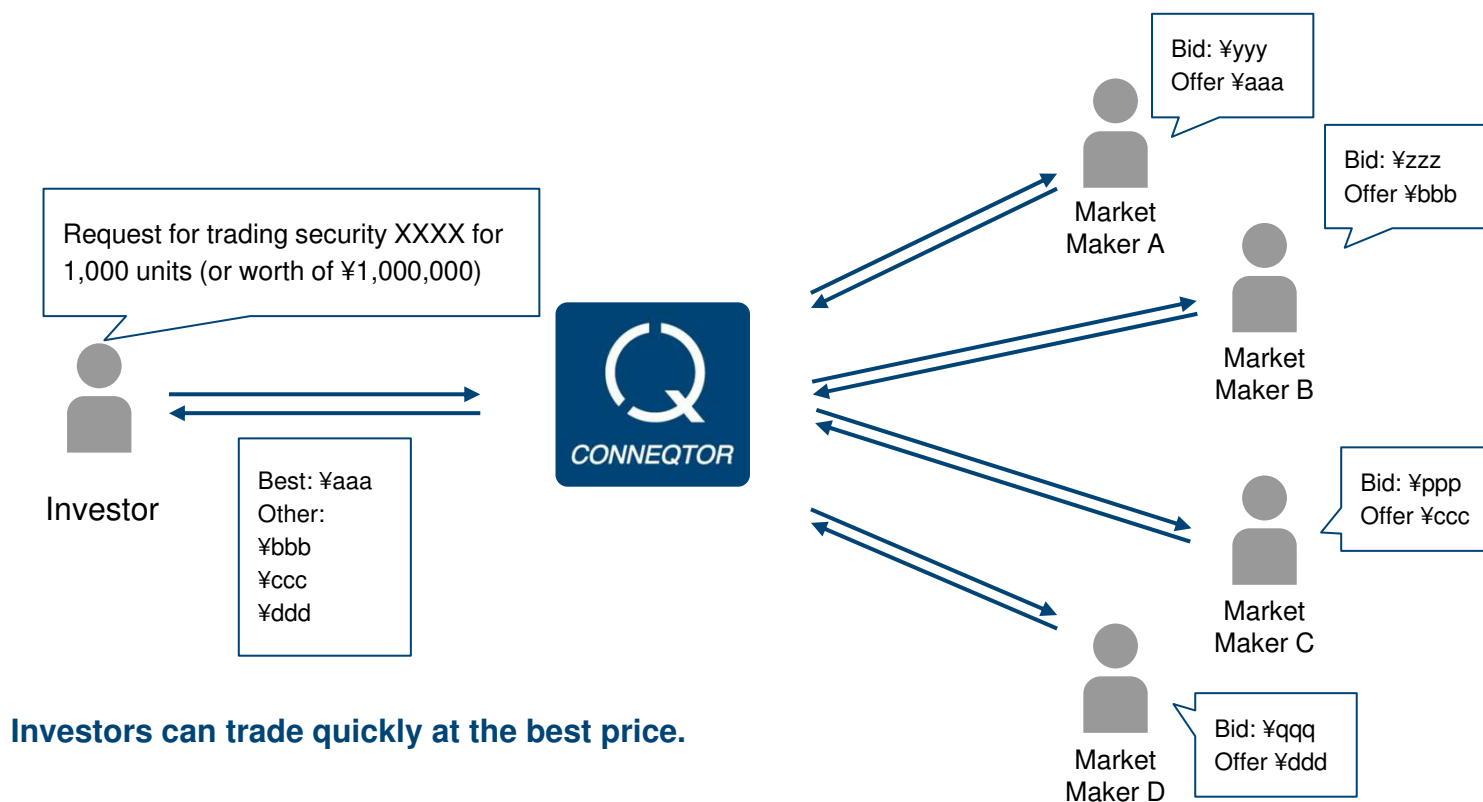 Bid: ¥yyy
Offer ¥aaa
Bid: ¥zzz
Offer ¥bbb
Request for trading security XXXX for
1,000 units (or worth of ¥1,000,000)
Market
Maker A
Market
Maker B
CONNEQTOR
Investor
Best: ¥aaa
Other:
¥bbb
¥ccc
¥ddd
Bid: ¥ppp
Offer ¥ccc
Market
Maker C
Investors can trade quickly at the best price.
Bid: ¥qqq
Offer ¥ddd
Market
Maker D